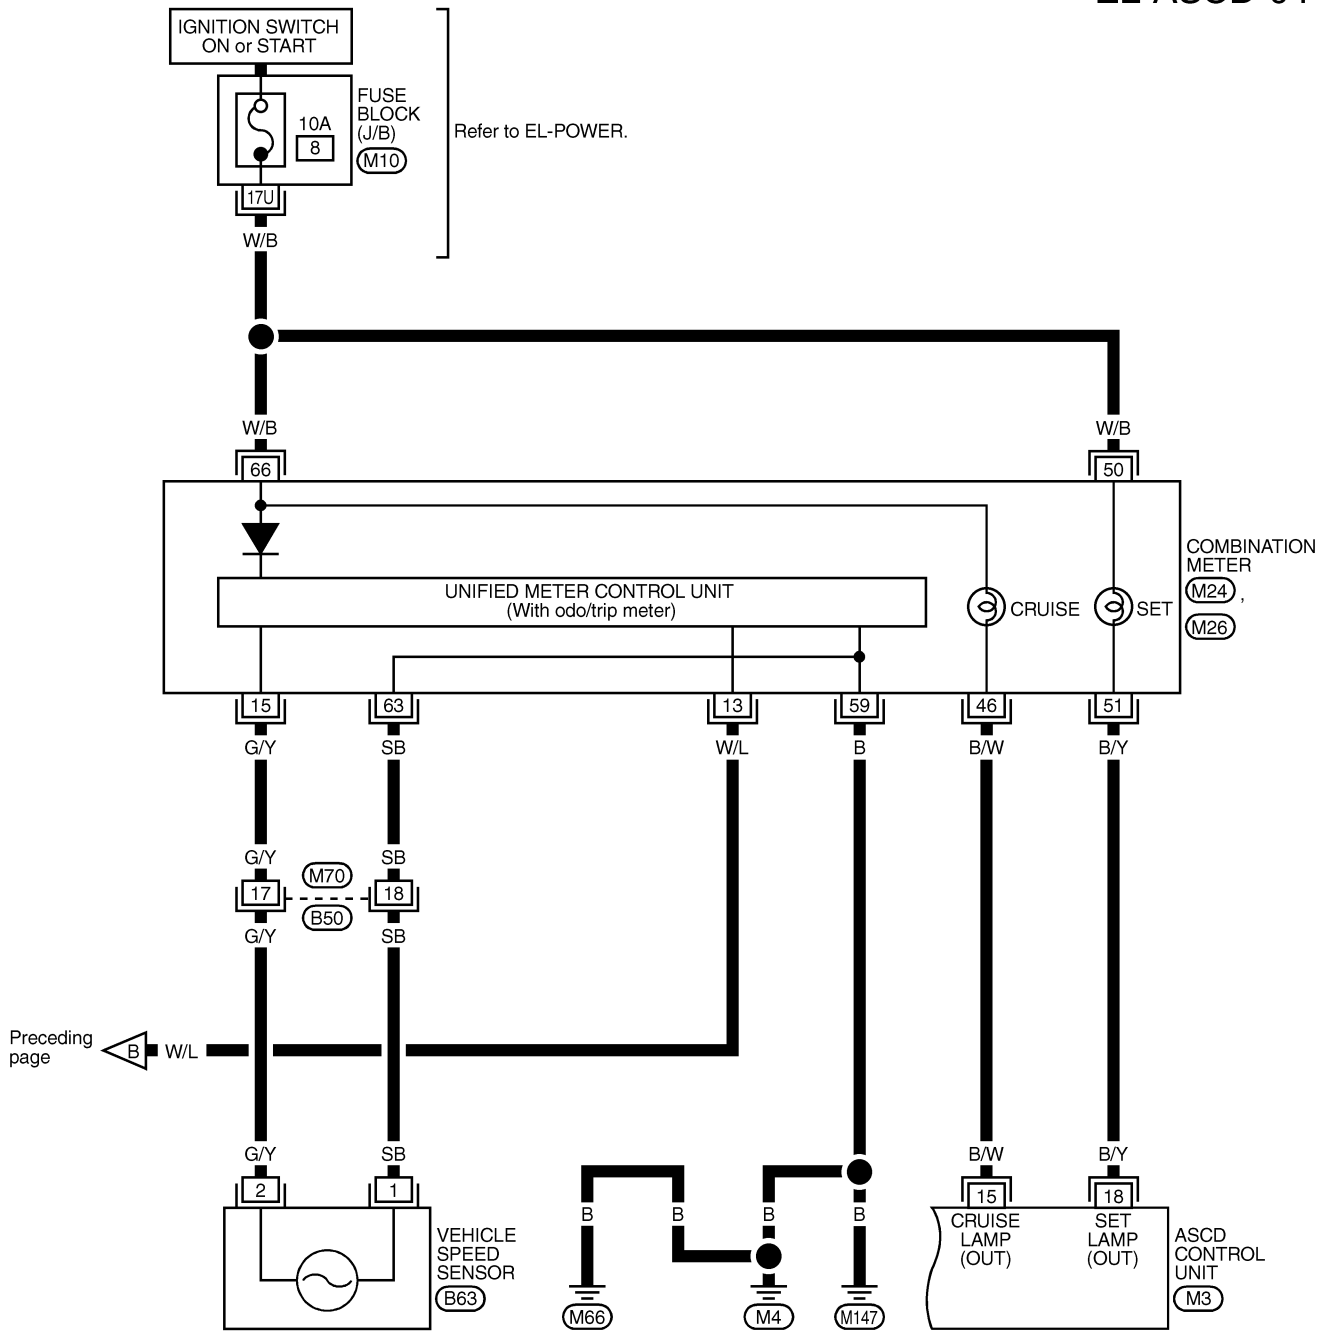 IGNITION SWITCH
ON or START
FUSE
BLOCK
(J/B)
M10
10A
8
Refer to EL-POWER.
17U
W/B
W/B
W/B
66
50
COMBINATION
METER
M24 ,
M26
UNIFIED METER CONTROL UNIT
(With odo/trip meter)
CRUISE
SET
15
63
13
59
46
51
G/Y
SB
W/L
B
B/W
B/Y
G/Y
SB
M70
17
18
B50
G/Y
SB
Preceding
page
B
W/L
G/Y
SB
B/W
B/Y
2
1
15
18
B
B
B
B
CRUISE
LAMP
(OUT)
SET
LAMP
(OUT)
VEHICLE
SPEED
SENSOR
B63
ASCD
CONTROL
UNIT
M3
M66
M4
M147